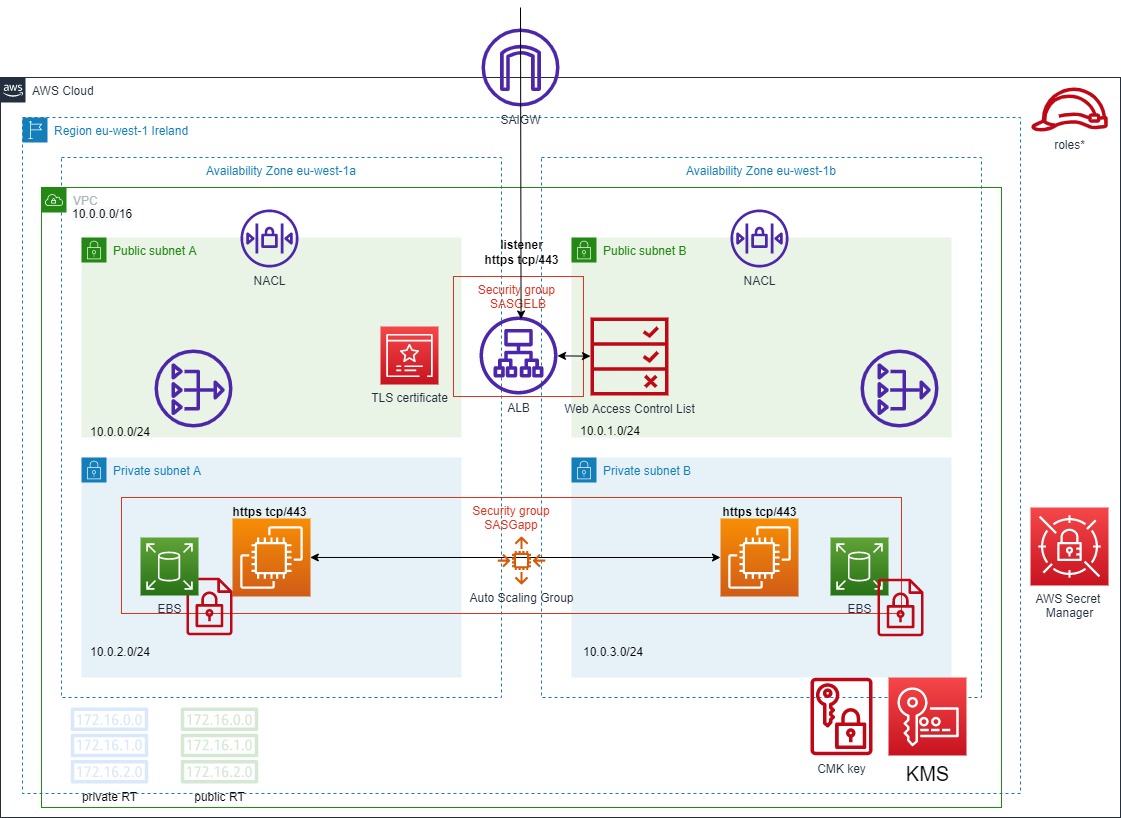 SAIGW
aws
AWS Cloud
roles*
Region eu-west-1 Ireland
Availability Zone eu-west-1a
Availability Zone eu-west-1b
VPC
10.0.0.0/16
listener
https tcp/443
Public subnet A
NACL
Public subnet B
NACL
Security group
SASGELB
TLS certificate
ALB
Web Access Control List
10.0.0.0/24
10.0.1.0/24
Private subnet A
Private subnet B
https tcp/443
Security group
SASGapp
https tcp/443
Auto Scaling Group
EBS
EBS
AWS Secret
Manager
10.0.2.0/24
10.0.3.0/24
172.16.0.0
172.16.1.0
172.16.2.0
private RT
172.16.0.0
172.16.1.0
172.16.2.0
public RT
CMK key
KMS